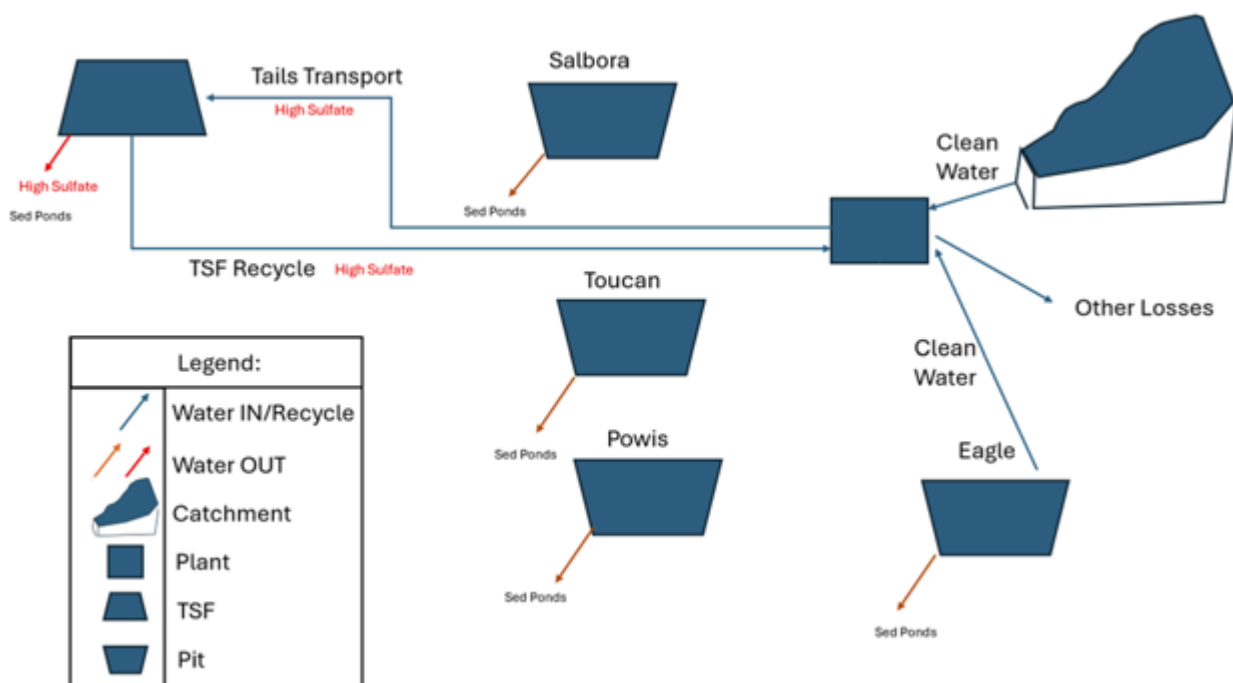 Tails Transport
High Sulfate
Salbora
Clean
Water
High Sulfate
Sed Ponds
Sed Ponds
TSF Recycle High Sulfate
Toucan
Other Losses
Clean
Water
Sed Ponds
Powis
Eagle
Sed Ponds
Sed Ponds
Legend:
Water IN/Recycle
Water OUT
Catchment
Plant
TSF
Pit